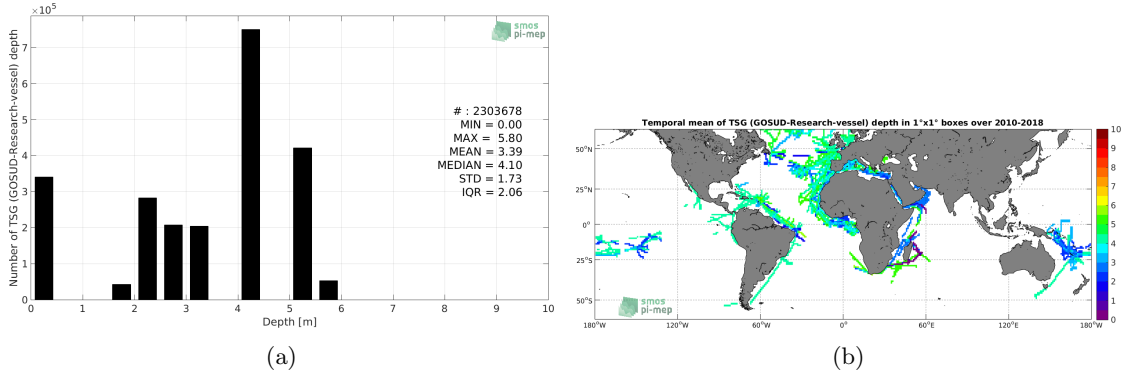 ×10⁵
smos
pi-mep
7
6
5
4
3
2
1
0
Number of TSG (GOSUD-Research-vessel) depth
# : 2303678
MIN = 0.00
MAX = 5.80
MEAN = 3.39
MEDIAN = 4.10
STD = 1.73
IQR = 2.06
0 1 2 3 4 5 6 7 8 9 10
Depth [m]
(a)
Temporal mean of TSG (GOSUD-Research-vessel) depth in 1°x1° boxes over 2010-2018
50°N
25°N
0°
25°S
50°S
smos
pi-mep
180°W 120°W 60°W 0° 60°E 120°E 180°W
10
9
8
7
6
5
4
3
2
1
0
(b)